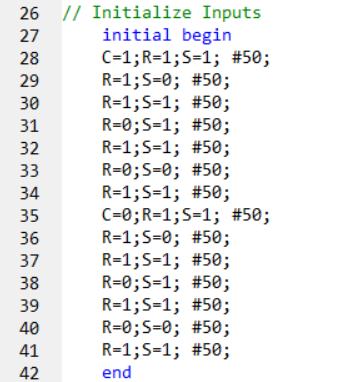 26 // Initialize Inputs
27 initial begin
28 C=1;R=1;S=1; #50;
29 R=1;S=0; #50;
30 R=1;S=1; #50;
31 R=0;S=1; #50;
32 R=1;S=1; #50;
33 R=0;S=0; #50;
34 R=1;S=1; #50;
35 C=0;R=1;S=1; #50;
36 R=1;S=0; #50;
37 R=1;S=1; #50;
38 R=0;S=1; #50;
39 R=1;S=1; #50;
40 R=0;S=0; #50;
41 R=1;S=1; #50;
42 end